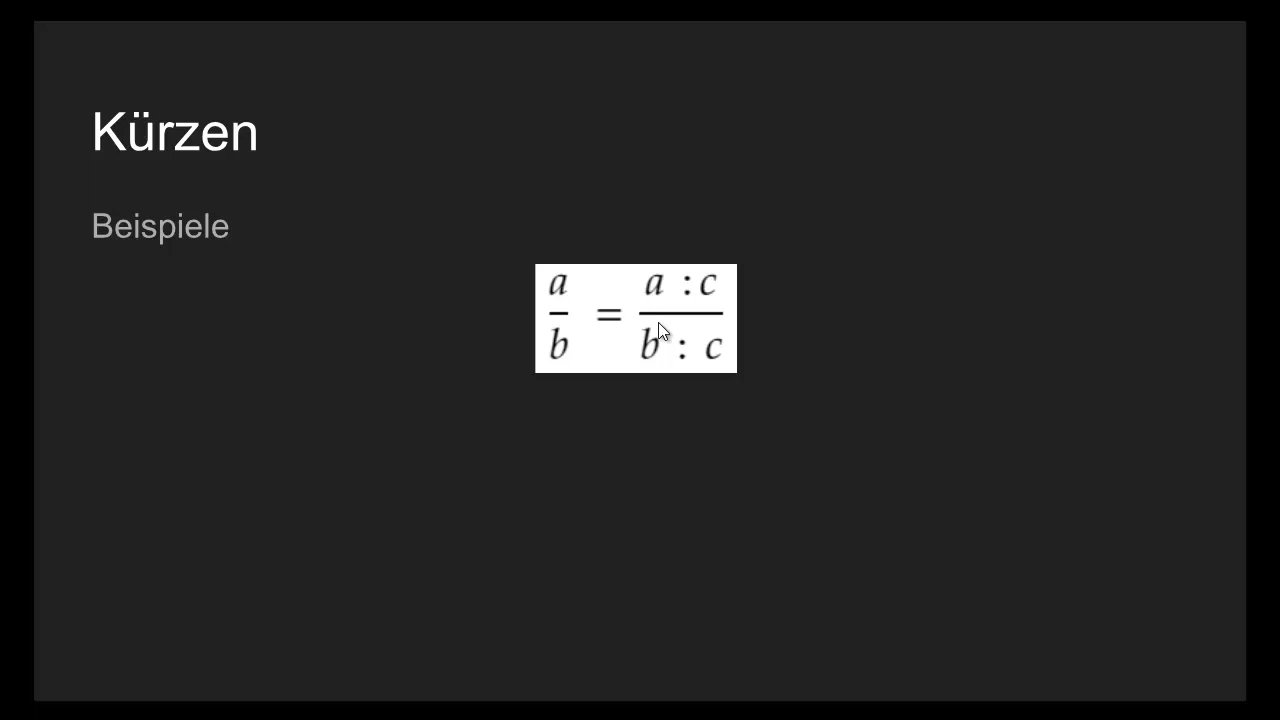 Kürzen
Beispiele
a/b = a : c / b : c